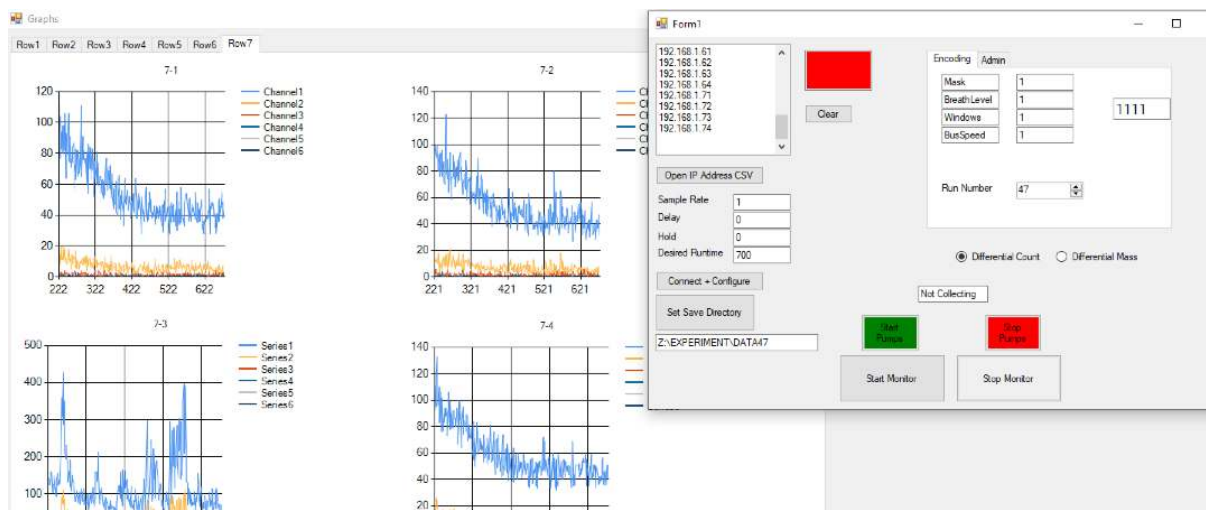 Graphs
Row1 Row2 Row3 Row4 Row5 Row6 Row7
7-1
120
100
80
60
40
20
0
222 322 422 522 622
Channel1
Channel2
Channel3
Channel4
Channel5
Channel6
7-2
140
120
100
80
60
40
20
0
221 321 421 521 621
7-3
500
400
300
200
100
Series1
Series2
Series3
Series4
Series5
Series6
7-4
140
120
100
80
60
40
20
Form1
192.168.1.61
192.168.1.62
192.168.1.63
192.168.1.64
192.168.1.71
192.168.1.72
192.168.1.73
192.168.1.74
Clear
Open IP Address CSV
Sample Rate 1
Delay 0
Hold 0
Desired Runtime 700
Connect + Configure
Set Save Directory
Z:\EXPERIMENT\DATA47
Encoding Admin
Mask 1
BreathLevel 1
Windows 1
BusSpeed 1
1111
Run Number 47
Differential Count Differential Mass
Not Collecting
Start Pumps
Stop Pumps
Start Monitor
Stop Monitor